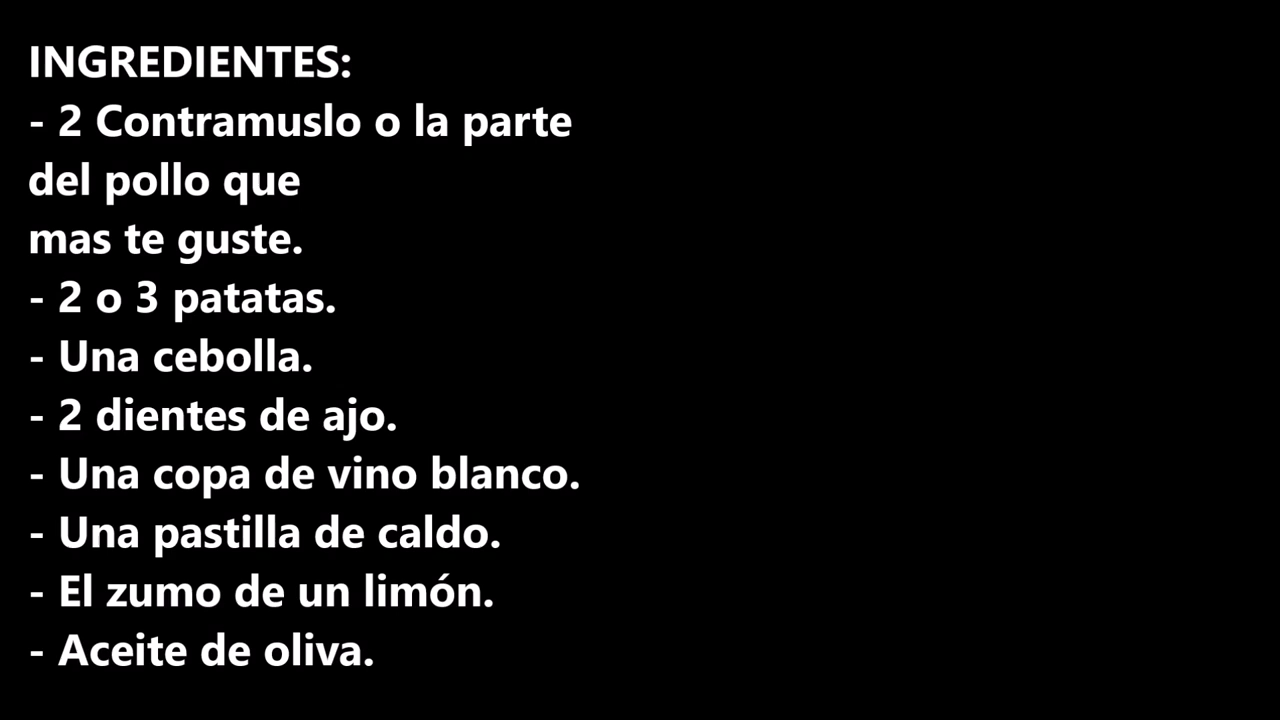 INGREDIENTES:
- 2 Contramuslo o la parte
del pollo que
mas te guste.
- 2 o 3 patatas.
- Una cebolla.
- 2 dientes de ajo.
- Una copa de vino blanco.
- Una pastilla de caldo.
- El zumo de un limón.
- Aceite de oliva.